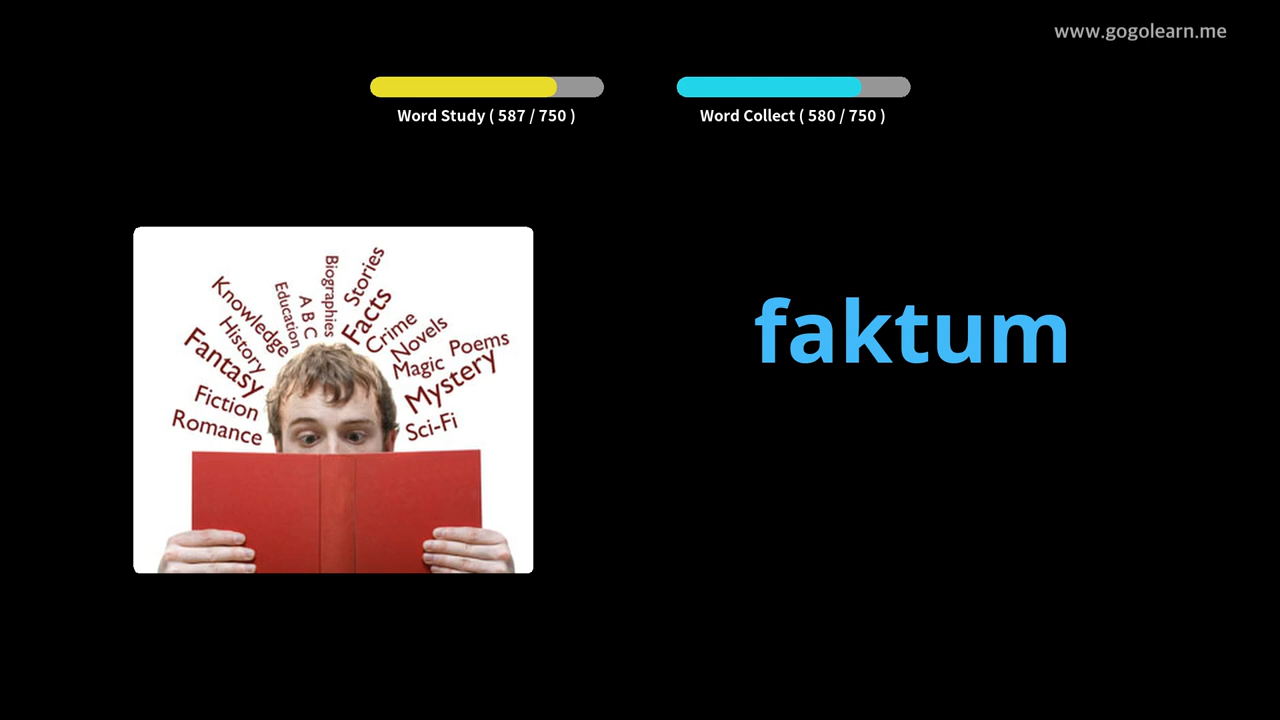 www.gogolearn.me
Word Study ( 587 / 750 )
Word Collect ( 580 / 750 )
faktum
Biographies
Stories
Education
A B C
Facts
Knowledge
Crime
History
Novels
Poems
Fantasy
Magic
Mystery
Fiction
Romance
Sci-Fi